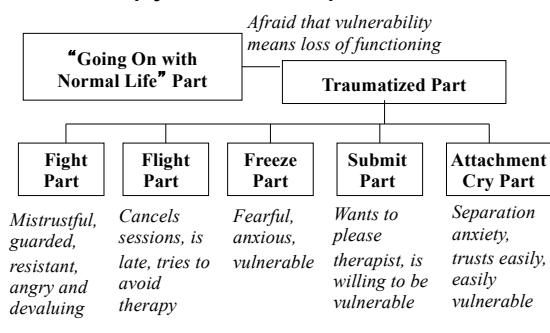 Afraid that vulnerability
means loss of functioning
“Going On with
Normal Life” Part
Traumatized Part
Fight
Part
Flight
Part
Freeze
Part
Submit
Part
Attachment
Cry Part
Mistrustful,
guarded,
resistant,
angry and
devaluing
Cancels
sessions, is
late, tries to
avoid
therapy
Fearful,
anxious,
vulnerable
Wants to
please
therapist, is
willing to be
vulnerable
Separation
anxiety,
trusts easily,
easily
vulnerable